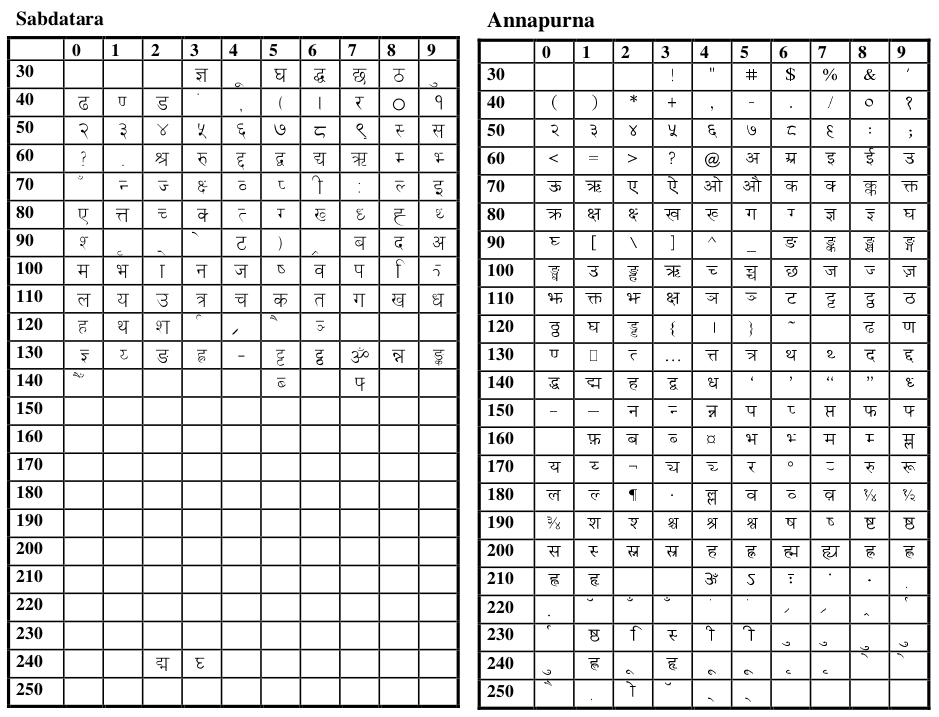 Sabdatara
0 1 2 3 4 5 6 7 8 9
30 ज्ञ ू घ द्ध छ ठ ु
40 ढ ण् ड , ( । र ० १
50 २ ३ ४ ५ ६ ७ ८ ९ स् स
60 ? . श्र रु द्द द्व द्य ऋ म् भ्
70 ँ न् ज् क्ष् व् प् ी : ल् इ
80 ए त्त च् क्व त् ग् ख् ध् ह्
90 श् ट ) ब द अ
100 म भ ा न ज ष् व प ि
110 ल य उ त्र च क त ग ख ध
120 ह थ श ञ्
130 ङ ह्न - ट्ट ट्ठ ॐ न्न ङ्क
140 ब् फ्
150
160
170
180
190
200
210
220
230
240 द्म घ्
250
Annapurna
0 1 2 3 4 5 6 7 8 9
30 ! " # $ % & '
40 ( ) * + , - . / ० १
50 २ ३ ४ ५ ६ ७ ८ ९ : ;
60 < = > ? @ अ इ ई उ
70 ऊ ऋ ए ऐ ओ औ क क् क्क क्त
80 क्र क्ष क्ष् ख ख् ग ग् ज्ञ ज्ञ् घ
90 घ् [ \ ] ^ _ ङ ङ्क ङ्ख ङ्ग
100 ङ्घ उ ऋ च् च्च छ ज ज् ज़
110 झ क्त झ् क्ष ञ ञ् ट ट्ट ट्ठ ठ
120 ठ्ठ घ ड्ड { | } ~ ढ ण
130 ण् त् … त्त त्र थ थ् द द्द
140 द्ध द्म ह द्व ध ‘ ’ “ ” ध्
150 – — न न् न्न प प् प्त फ फ्
160 फ़ ब ब् ¤ भ भ् म म् म्ल
170 य य् ¬ र ° रु रू
180 ल ल् ¶ · ल्ल व व् ¼ ½
190 ¾ श श् श्च श्र श्व ष ष् ष्ट ष्ठ
200 स स् स्न स्र ह ह्न ह्म ह्य ह्र ह्ल
210 ह्व हृ ॐ ऽ
220
230 ष्ठ ि स् ी ी
240 ह्न ू हृ
250 ो